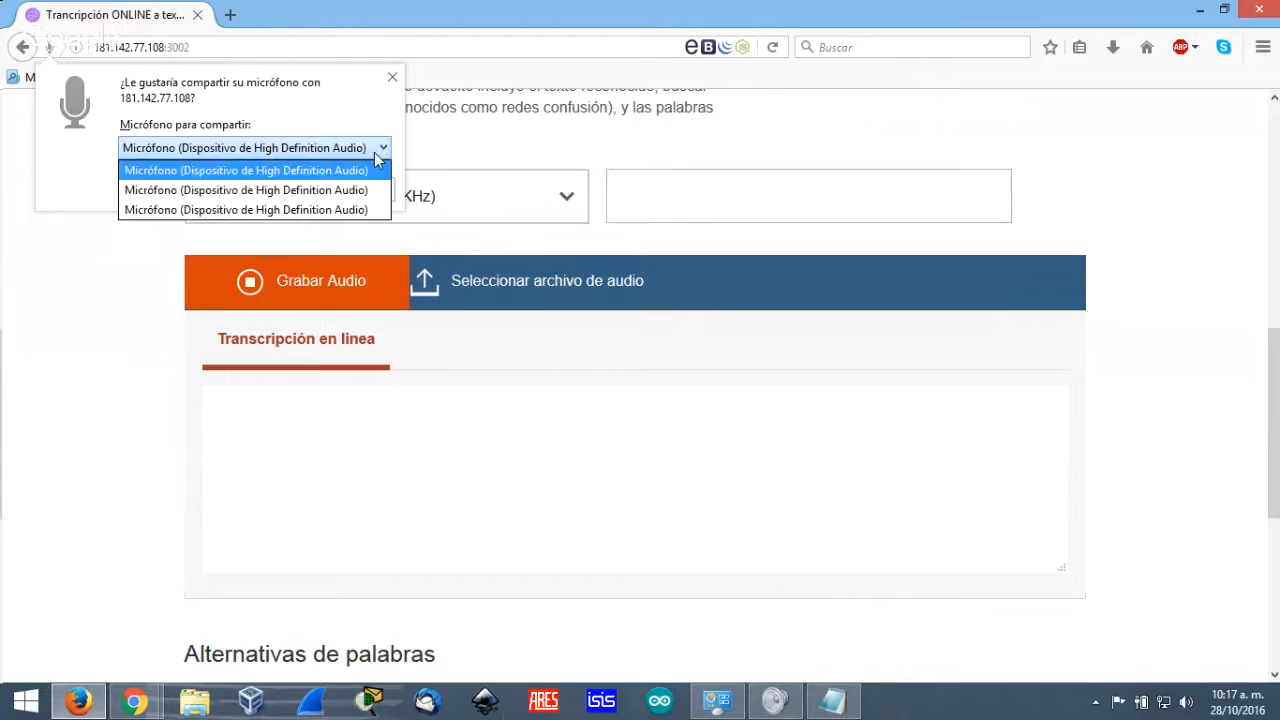 Trancripción ONLINE a tex...
181.142.77.108:3002
Buscar
ABP
¿Le gustaría compartir su micrófono con
181.142.77.108?
Micrófono para compartir:
Micrófono (Dispositivo de High Definition Audio)
Micrófono (Dispositivo de High Definition Audio)
Micrófono (Dispositivo de High Definition Audio)
Micrófono (Dispositivo de High Definition Audio)
onocidos como redes confusión), y las palabras
KHz)
Grabar Audio
Seleccionar archivo de audio
Transcripción en linea
Alternativas de palabras
ARES
isis
10:17 a. m.
28/10/2016